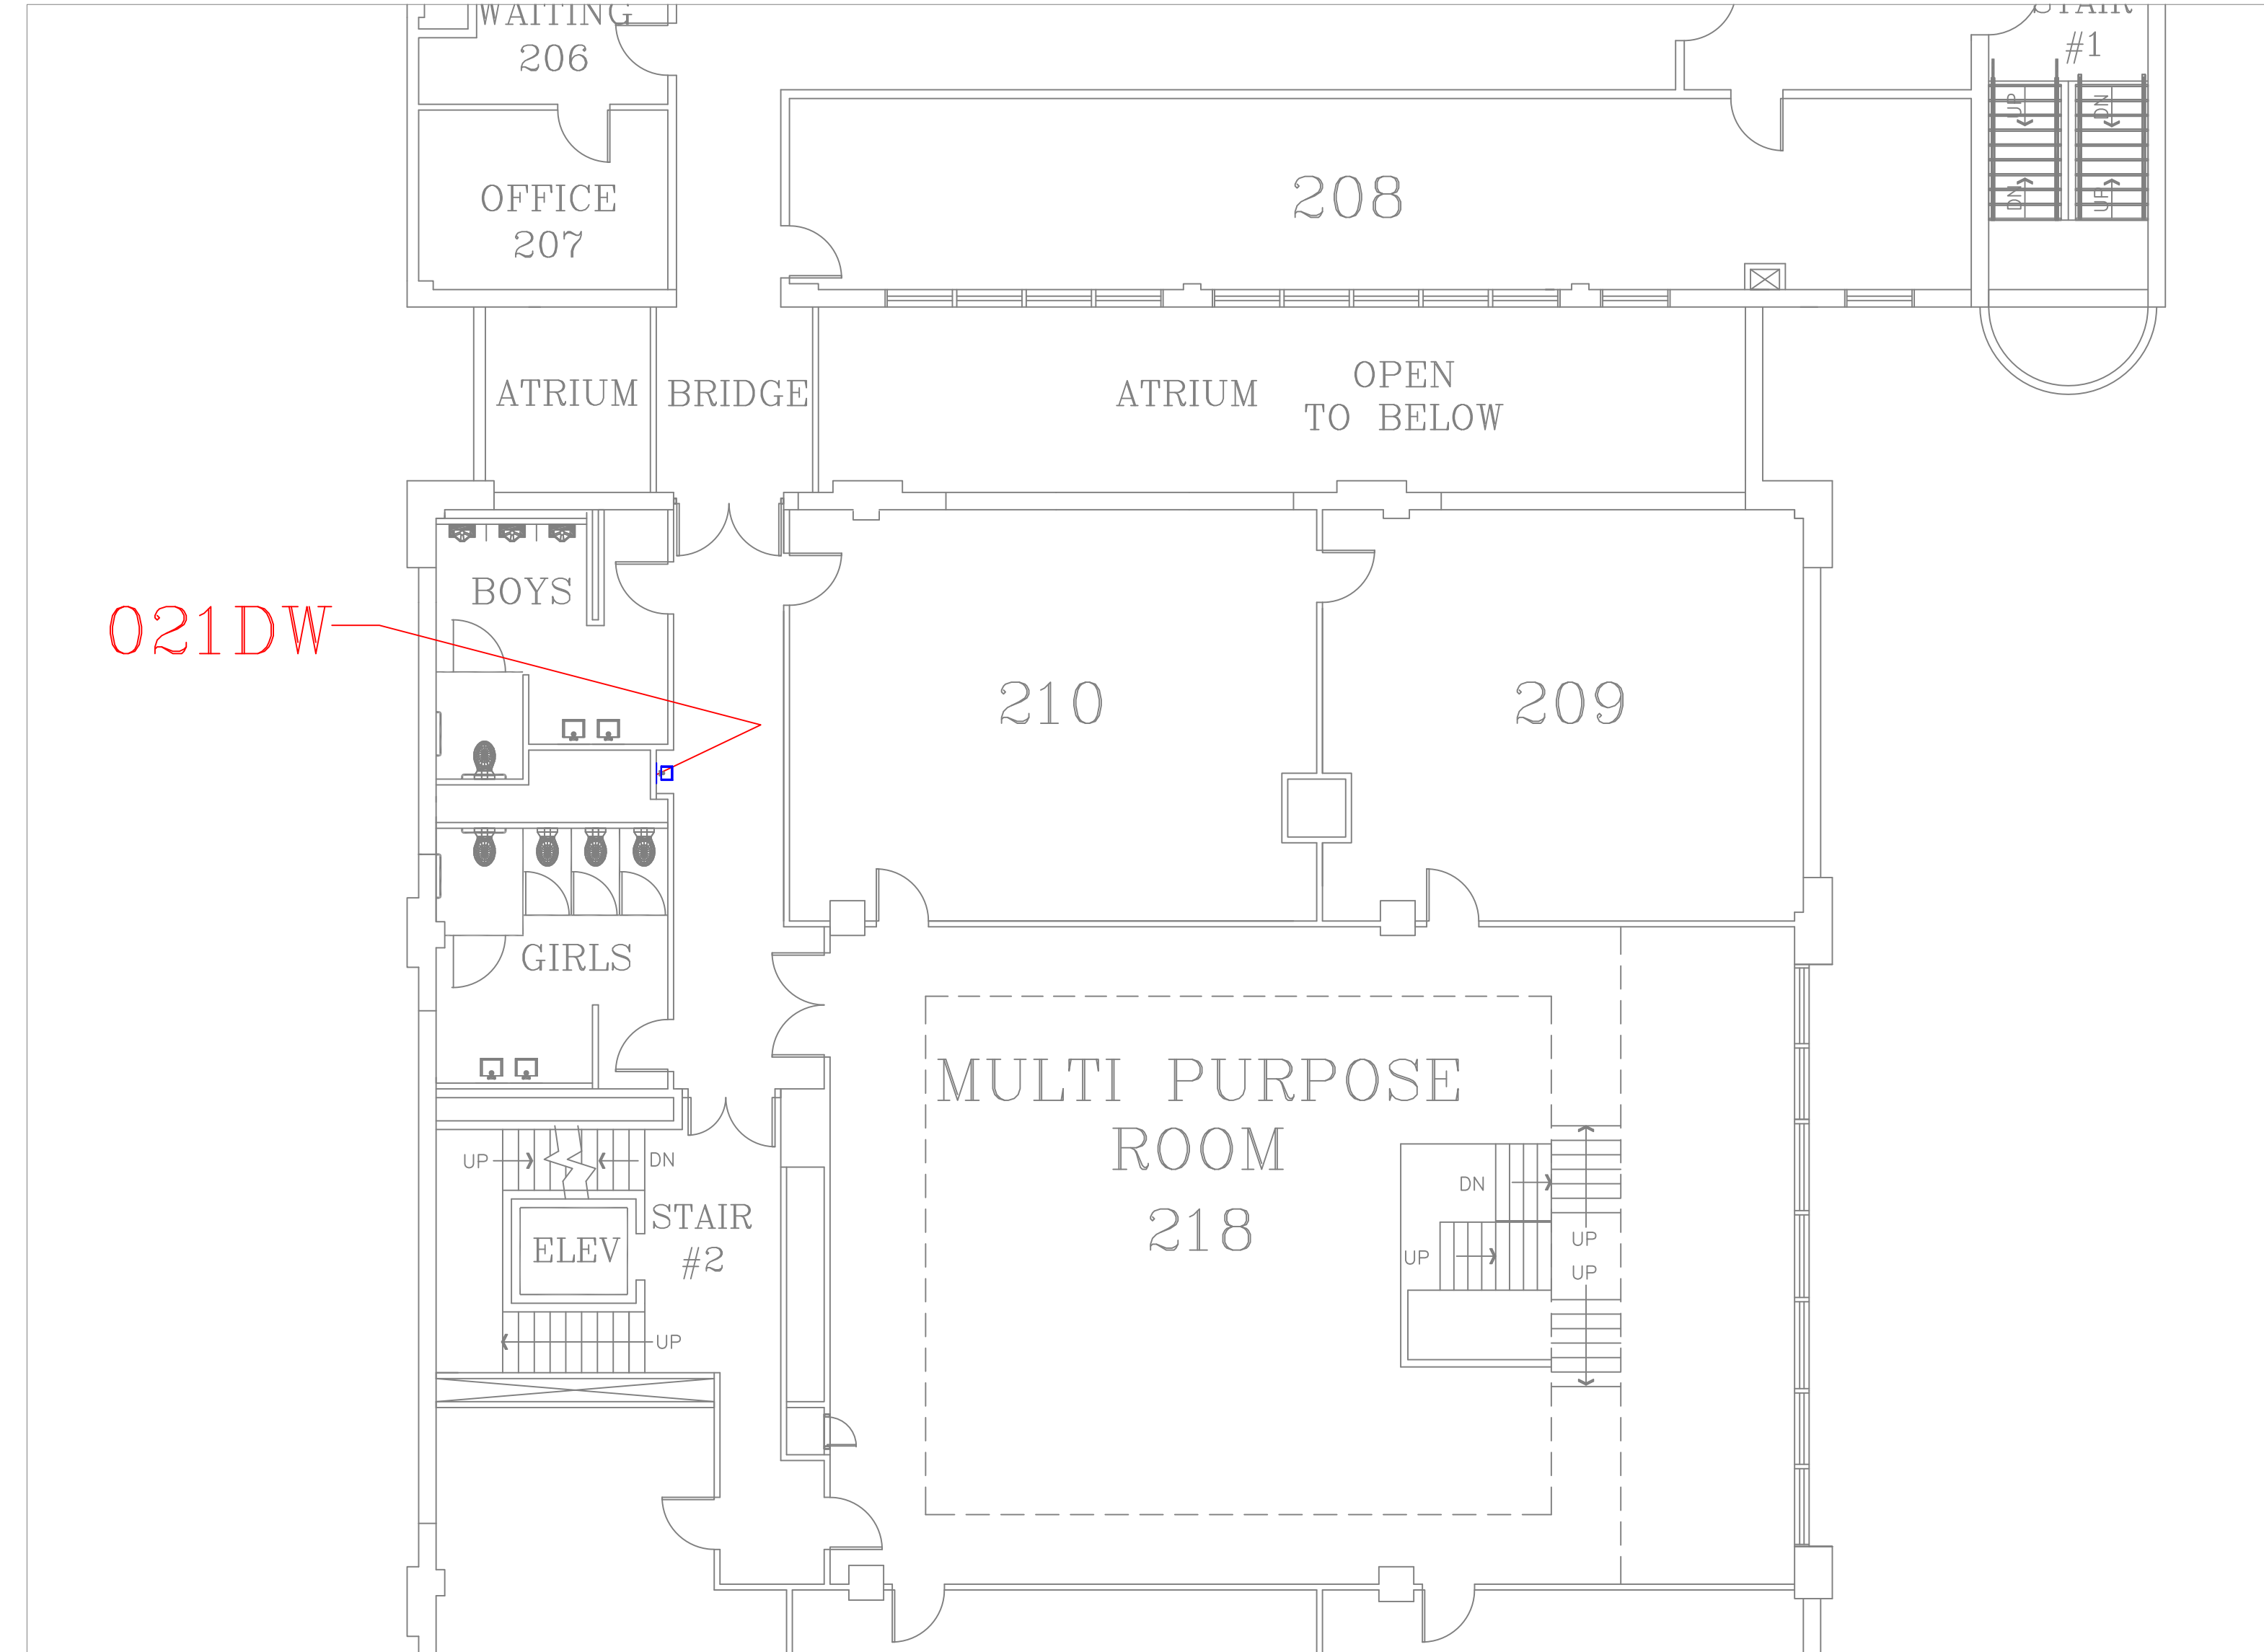 WAITING
206
STAIR
#1
UP
DN
DN
UP
OFFICE
207
208
ATRIUM
BRIDGE
ATRIUM
OPEN
TO BELOW
BOYS
021DW
210
209
GIRLS
MULTI PURPOSE
ROOM
218
UP
DN
STAIR
#2
ELEV
UP
DN
UP
UP
UP